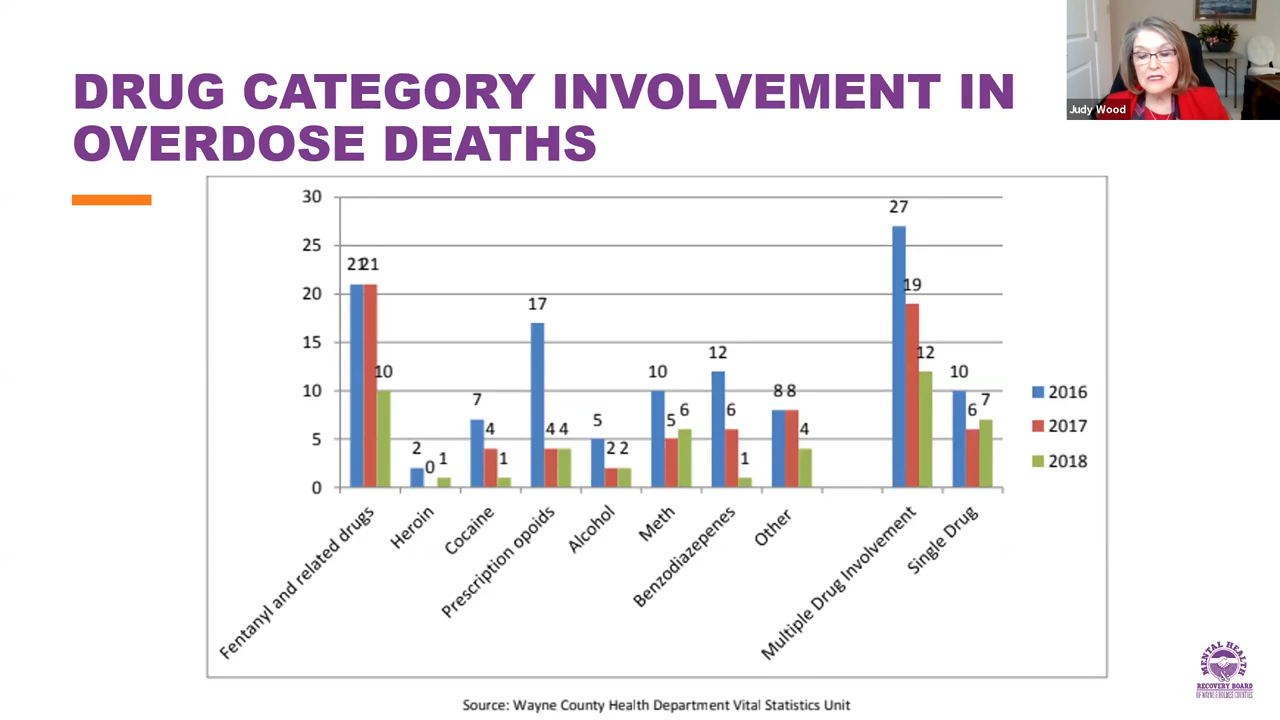 DRUG CATEGORY INVOLVEMENT IN
OVERDOSE DEATHS
Judy Wood
30
25
20
15
10
5
0
21 21 10
2 0 1
7 4 1
17 4 4
5 2 2
10 5 6
12 6 1
8 8 4
27 19 12
10 6 7
Fentanyl and related drugs
Heroin
Cocaine
Prescription opoids
Alcohol
Meth
Benzodiazepenes
Other
Multiple Drug Involvement
Single Drug
2016
2017
2018
Source: Wayne County Health Department Vital Statistics Unit
MENTAL HEALTH
RECOVERY BOARD
OF WAYNE & HOLMES COUNTIES